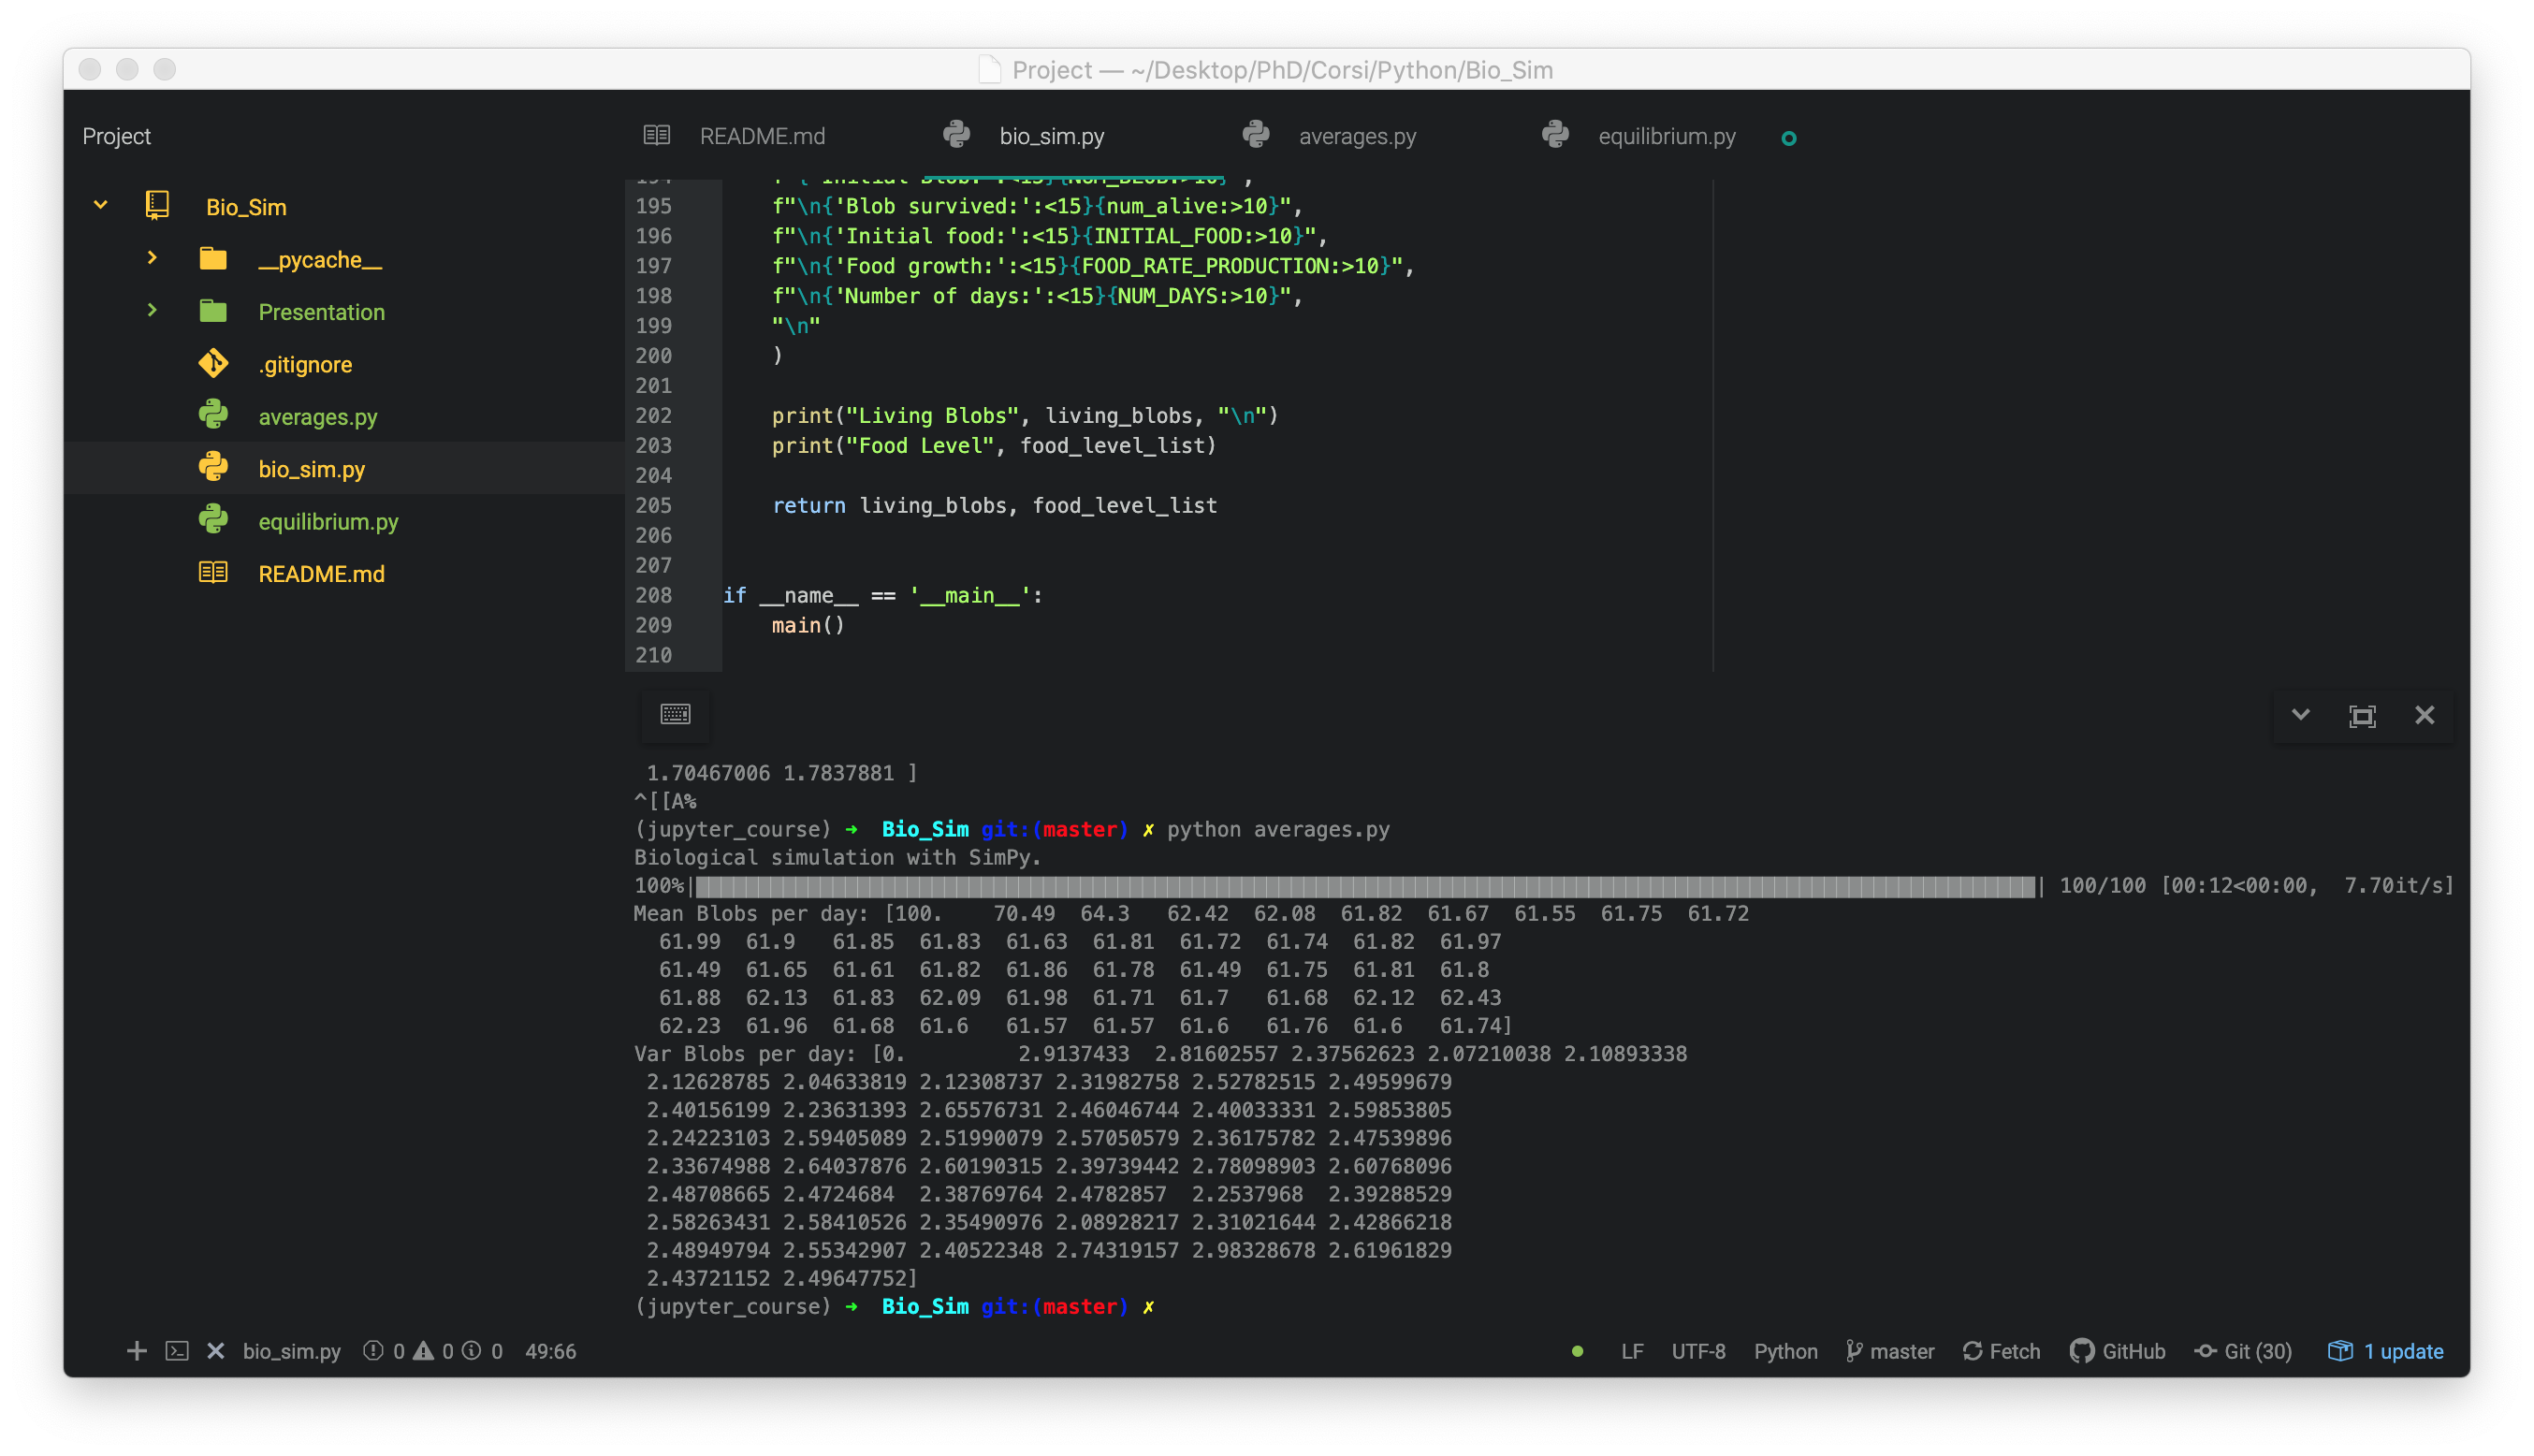 Project — ~/Desktop/PhD/Corsi/Python/Bio_Sim
Project
Bio_Sim
__pycache__
Presentation
.gitignore
averages.py
bio_sim.py
equilibrium.py
README.md
README.md bio_sim.py averages.py equilibrium.py
195 f"\n{'Blob survived:':<15}{num_alive:>10}",
196 f"\n{'Initial food:':<15}{INITIAL_FOOD:>10}",
197 f"\n{'Food growth:':<15}{FOOD_RATE_PRODUCTION:>10}",
198 f"\n{'Number of days:':<15}{NUM_DAYS:>10}",
199 "\n"
200 )
201
202 print("Living Blobs", living_blobs, "\n")
203 print("Food Level", food_level_list)
204
205 return living_blobs, food_level_list
206
207
208 if __name__ == '__main__':
209 main()
210
1.70467006 1.7837881 ]
^[[A%
(jupyter_course) ➜ Bio_Sim git:(master) ✗ python averages.py
Biological simulation with SimPy.
100%| | 100/100 [00:12<00:00, 7.70it/s]
Mean Blobs per day: [100. 70.49 64.3 62.42 62.08 61.82 61.67 61.55 61.75 61.72
61.99 61.9 61.85 61.83 61.63 61.81 61.72 61.74 61.82 61.97
61.49 61.65 61.61 61.82 61.86 61.78 61.49 61.75 61.81 61.8
61.88 62.13 61.83 62.09 61.98 61.71 61.7 61.68 62.12 62.43
62.23 61.96 61.68 61.6 61.57 61.57 61.6 61.76 61.6 61.74]
Var Blobs per day: [0. 2.9137433 2.81602557 2.37562623 2.07210038 2.10893338
2.12628785 2.04633819 2.12308737 2.31982758 2.52782515 2.49599679
2.40156199 2.23631393 2.65576731 2.46046744 2.40033331 2.59853805
2.24223103 2.59405089 2.51990079 2.57050579 2.36175782 2.47539896
2.33674988 2.64037876 2.60190315 2.39739442 2.78098903 2.60768096
2.48708665 2.4724684 2.38769764 2.4782857 2.2537968 2.39288529
2.58263431 2.58410526 2.35490976 2.08928217 2.31021644 2.42866218
2.48949794 2.55342907 2.40522348 2.74319157 2.98328678 2.61961829
2.43721152 2.49647752]
(jupyter_course) ➜ Bio_Sim git:(master) ✗
bio_sim.py 0 0 0 49:66 LF UTF-8 Python master Fetch GitHub Git (30) 1 update